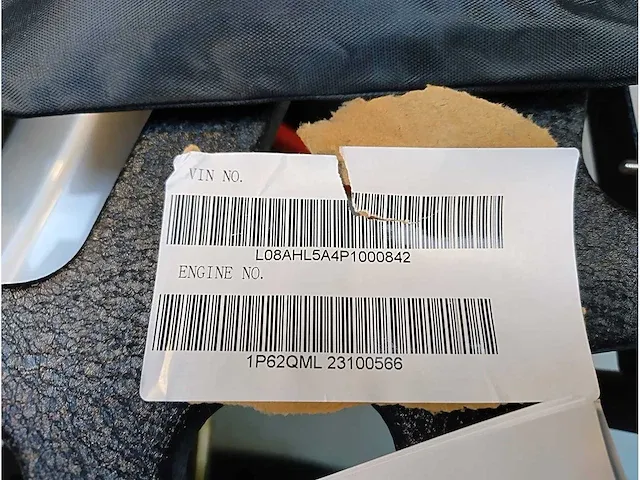 VIN NO.
L08AHL5A4P1000842
ENGINE NO.
1P62QML 23100566